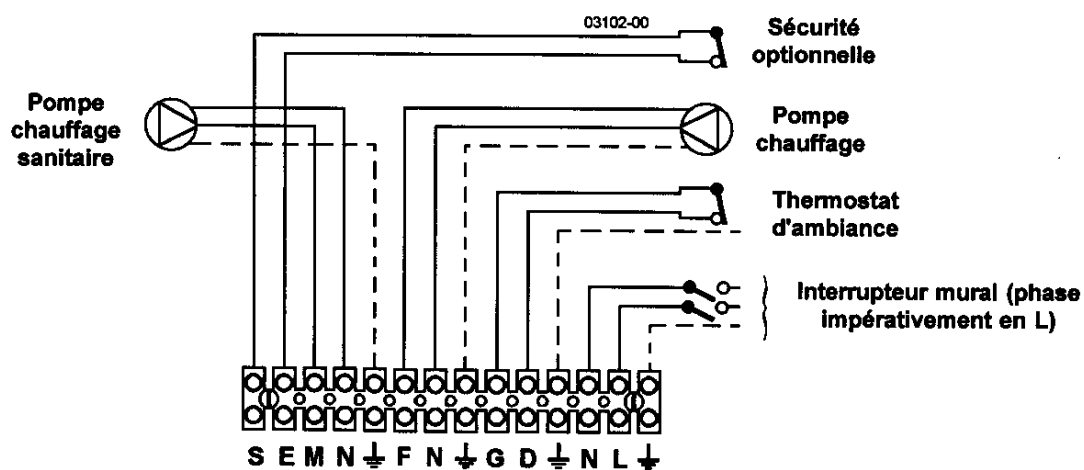 03102-00
Sécurité
optionnelle
Pompe
chauffage
sanitaire
Pompe
chauffage
Thermostat
d'ambiance
Interrupteur mural (phase
impérativement en L)
S E M N ⏚ F N ⏚ G D ⏚ N L ⏚